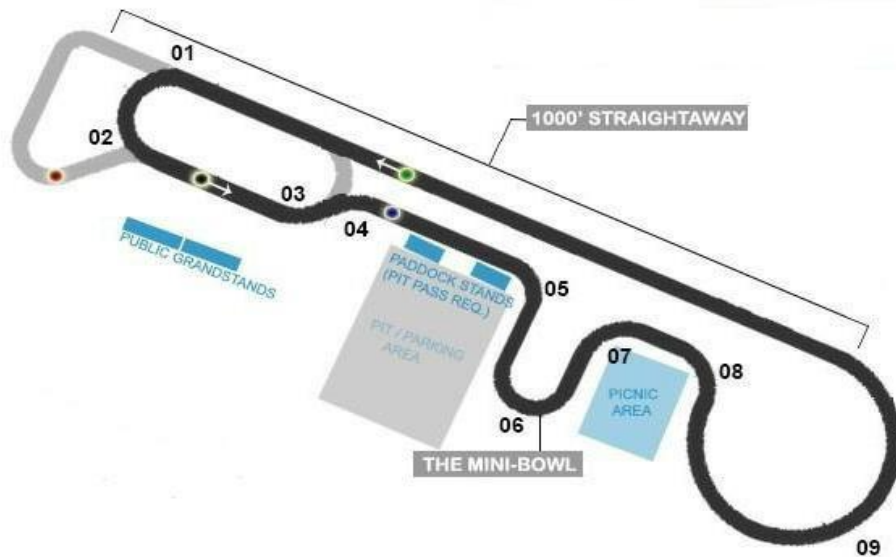 01
1000' STRAIGHTAWAY
02
03
04
PUBLIC GRANDSTANDS
PADDOCK STANDS
(PIT PASS REQ.)
05
PIT / PARKING
AREA
07
08
PICNIC
AREA
06
THE MINI-BOWL
09